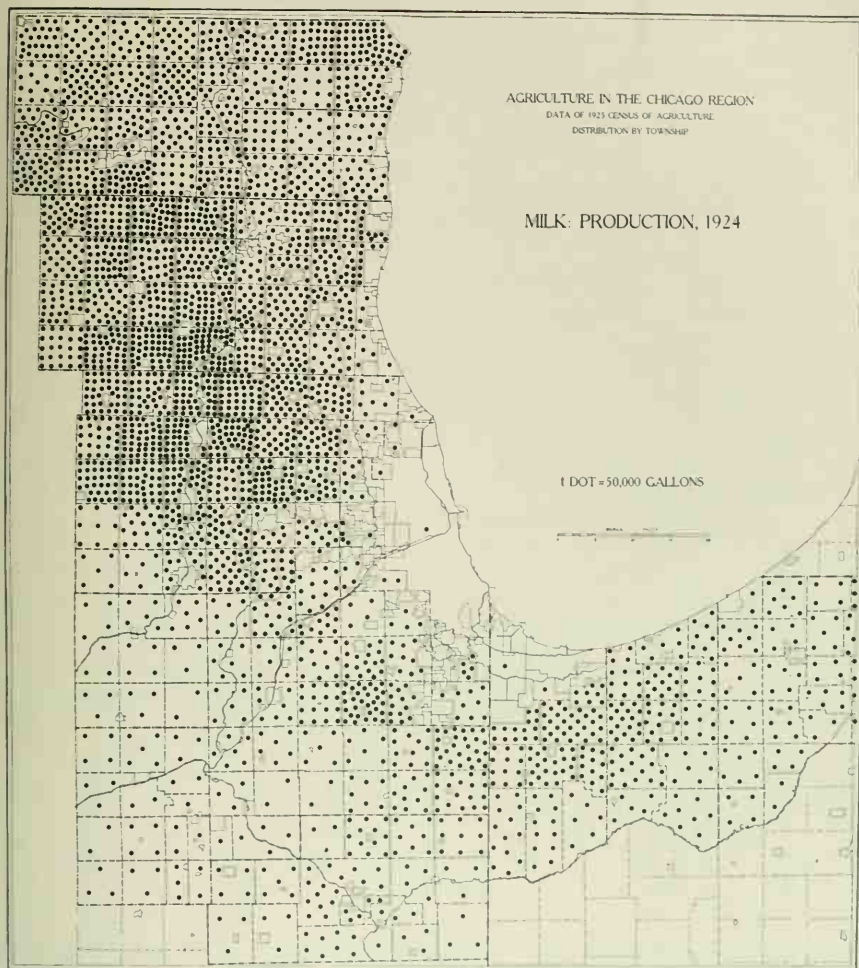 AGRICULTURE IN THE CHICAGO REGION
DATA OF 1925 CENSUS OF AGRICULTURE
DISTRIBUTION BY TOWNSHIP
MILK: PRODUCTION, 1924
1 DOT = 50,000 GALLONS